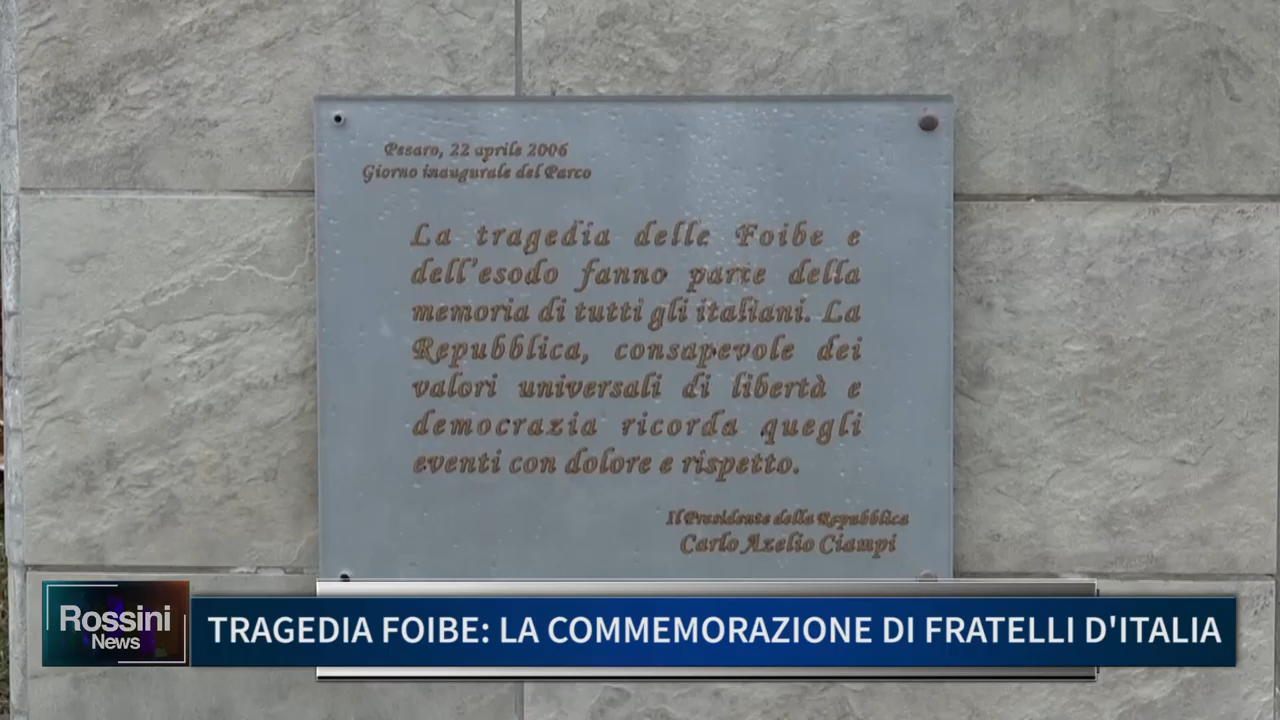 Pesaro, 22 aprile 2006
Giorno inaugurale del Parco
La tragedia delle Foibe e
dell'esodo fanno parte della
memoria di tutti gli italiani. La
Repubblica, consapevole dei
valori universali di libertà e
democrazia ricorda quegli
eventi con dolore e rispetto.
Il Presidente della Repubblica
Carlo Azelio Ciampi
Rossini
News
TRAGEDIA FOIBE: LA COMMEMORAZIONE DI FRATELLI D'ITALIA